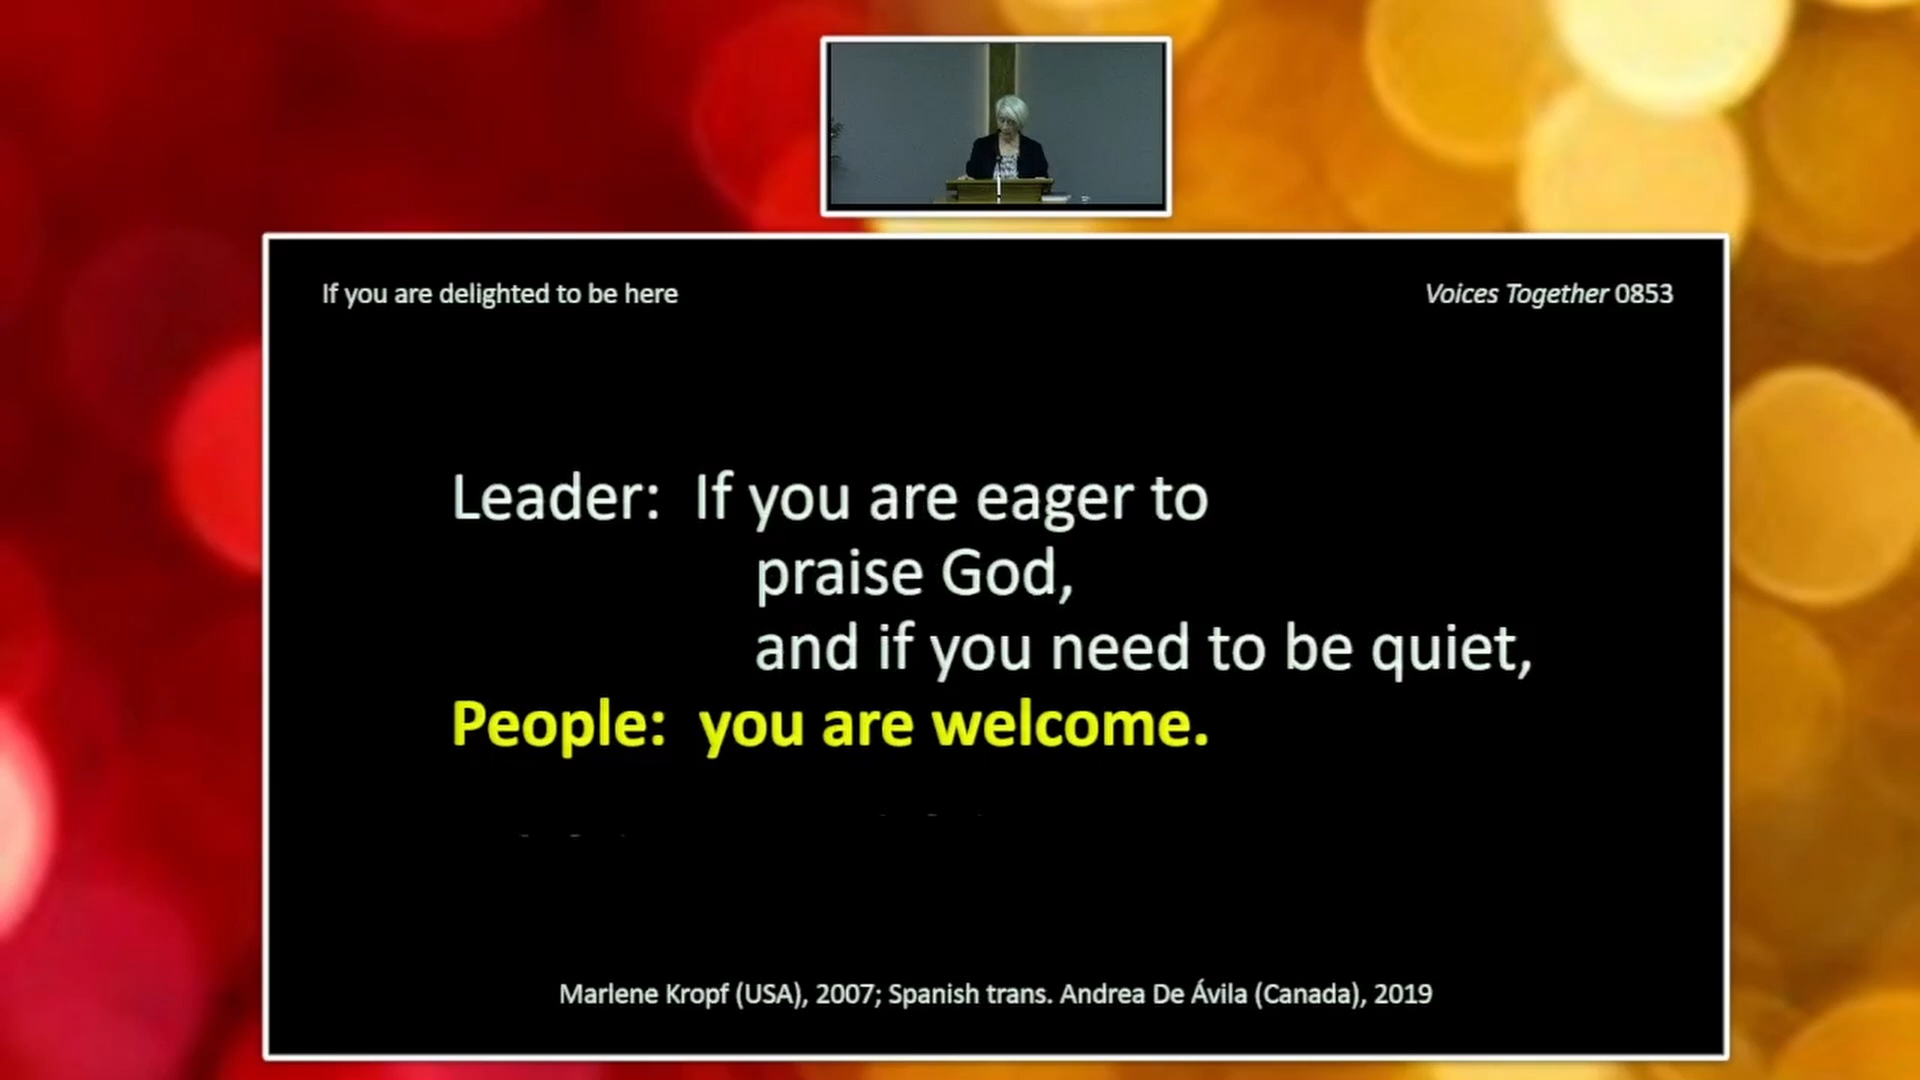 If you are delighted to be here
Voices Together 0853
Leader: If you are eager to
praise God,
and if you need to be quiet,
People: you are welcome.
Marlene Kropf (USA), 2007; Spanish trans. Andrea De Ávila (Canada), 2019